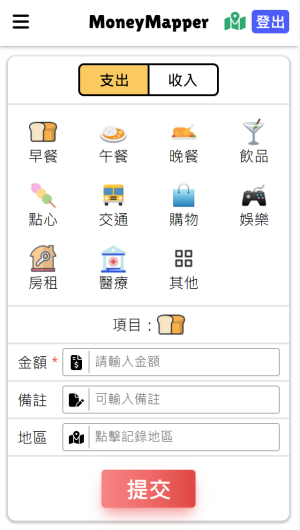 MoneyMapper 登出
支出 收入
早餐 午餐 晚餐 飲品
點心 交通 購物 娛樂
房租 醫療 其他
項目：
金額 * 請輸入金額
備註 可輸入備註
地區 點擊記錄地區
提交